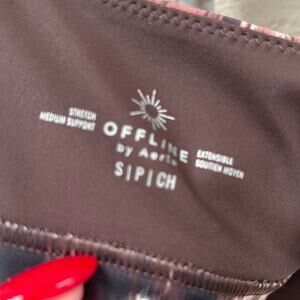 STRETCH
MEDIUM SUPPORT
OFFLINE
by Aerie
EXTENSIBLE
SOUTIEN MOYEN
S|P|CH